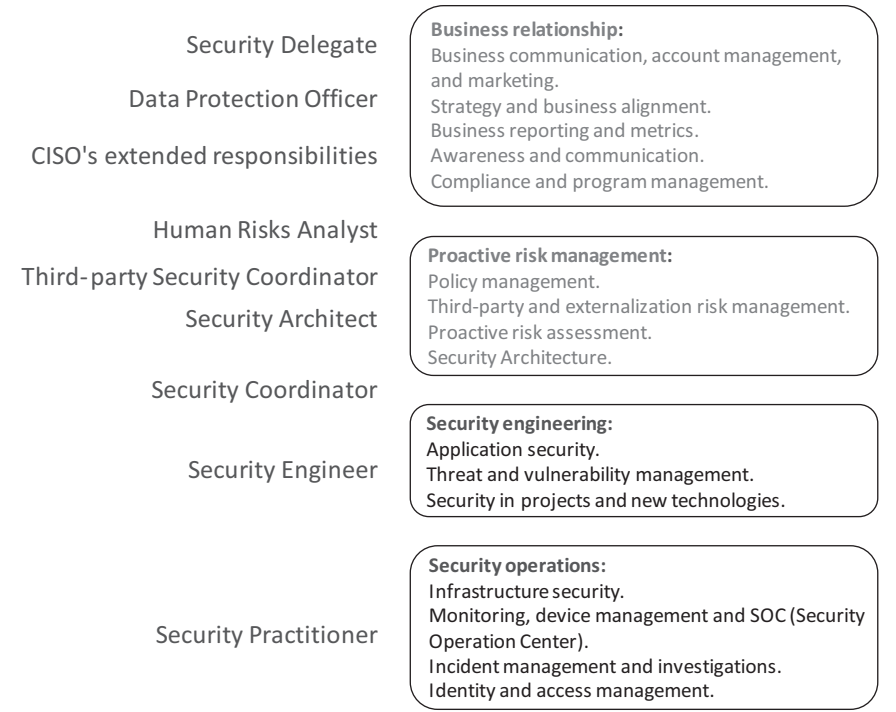 Security Delegate
Data Protection Officer
CISO's extended responsibilities
Human Risks Analyst
Third-party Security Coordinator
Security Architect
Security Coordinator
Security Engineer
Security Practitioner
Business relationship:
Business communication, account management,
and marketing.
Strategy and business alignment.
Business reporting and metrics.
Awareness and communication.
Compliance and program management.
Proactive risk management:
Policy management.
Third-party and externalization risk management.
Proactive risk assessment.
Security Architecture.
Security engineering:
Application security.
Threat and vulnerability management.
Security in projects and new technologies.
Security operations:
Infrastructure security.
Monitoring, device management and SOC (Security
Operation Center).
Incident management and investigations.
Identity and access management.